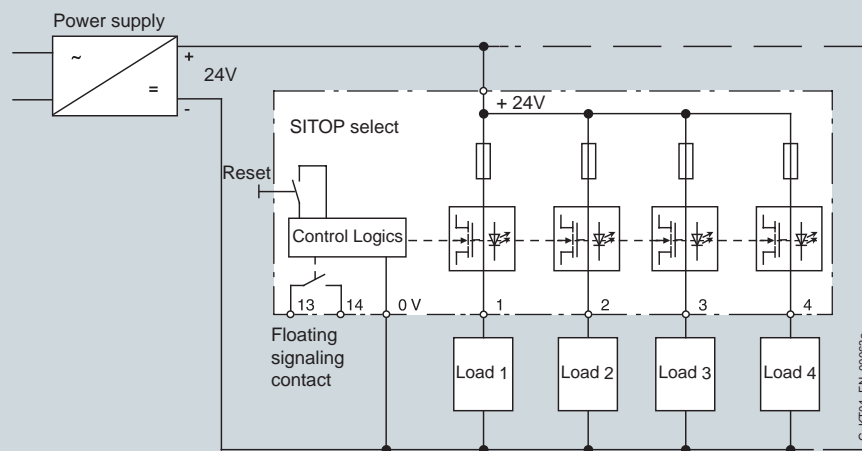 Power supply
~
=
+
24V
-
+ 24V
SITOP select
Reset
Control Logics
13
14
0 V
1
2
3
4
Floating
signaling
contact
Load 1
Load 2
Load 3
Load 4